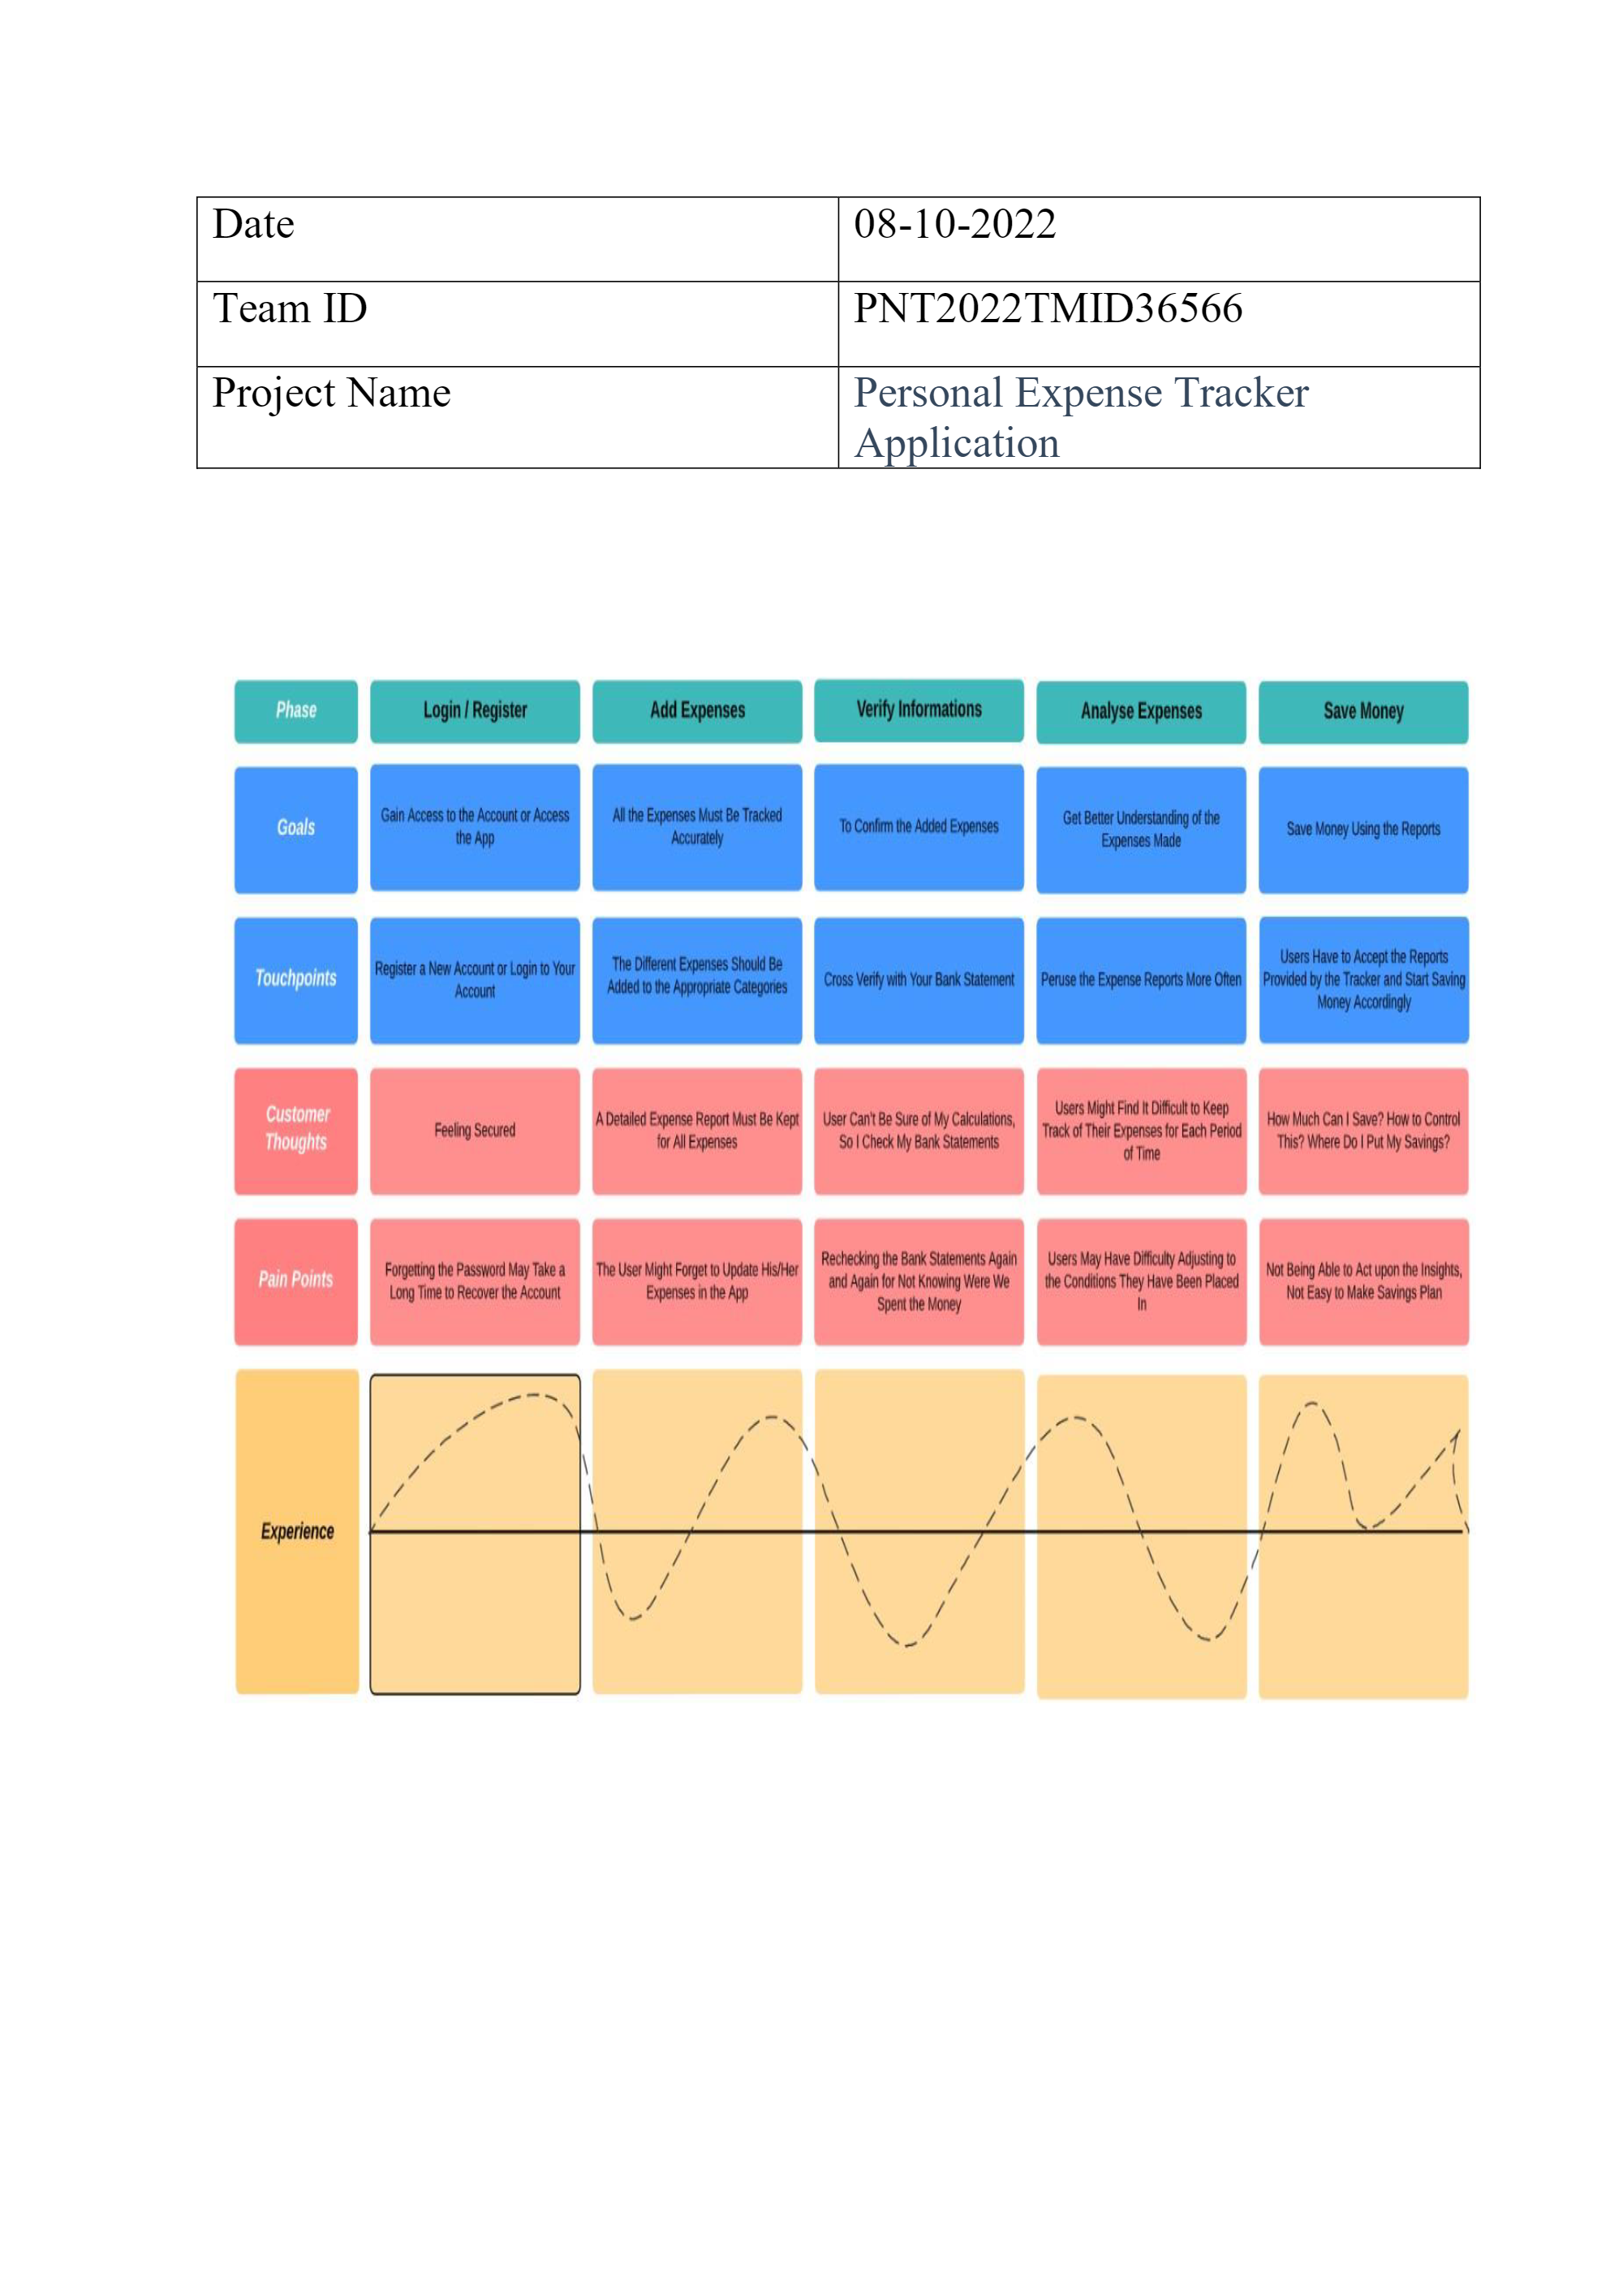 Date
08-10-2022
Team ID
PNT2022TMID36566
Project Name
Personal Expense Tracker
Application
Phase
Login / Register
Add Expenses
Verify Informations
Analyse Expenses
Save Money
Goals
Gain Access to the Account or Access
the App
All the Expenses Must Be Tracked
Accurately
To Confirm the Added Expenses
Get Better Understanding of the
Expenses Made
Save Money Using the Reports
Touchpoints
Register a New Account or Login to Your
Account
The Different Expenses Should Be
Added to the Appropriate Categories
Cross Verify with Your Bank Statement
Peruse the Expense Reports More Often
Users Have to Accept the Reports
Provided by the Tracker and Start Saving
Money Accordingly
Customer
Thoughts
Feeling Secured
A Detailed Expense Report Must Be Kept
for All Expenses
User Can't Be Sure of My Calculations,
So I Check My Bank Statements
Users Might Find It Difficult to Keep
Track of Their Expenses for Each Period
of Time
How Much Can I Save? How to Control
This? Where Do I Put My Savings?
Pain Points
Forgetting the Password May Take a
Long Time to Recover the Account
The User Might Forget to Update His/Her
Expenses in the App
Rechecking the Bank Statements Again
and Again for Not Knowing Were We
Spent the Money
Users May Have Difficulty Adjusting to
the Conditions They Have Been Placed
In
Not Being Able to Act upon the Insights,
Not Easy to Make Savings Plan
Experience